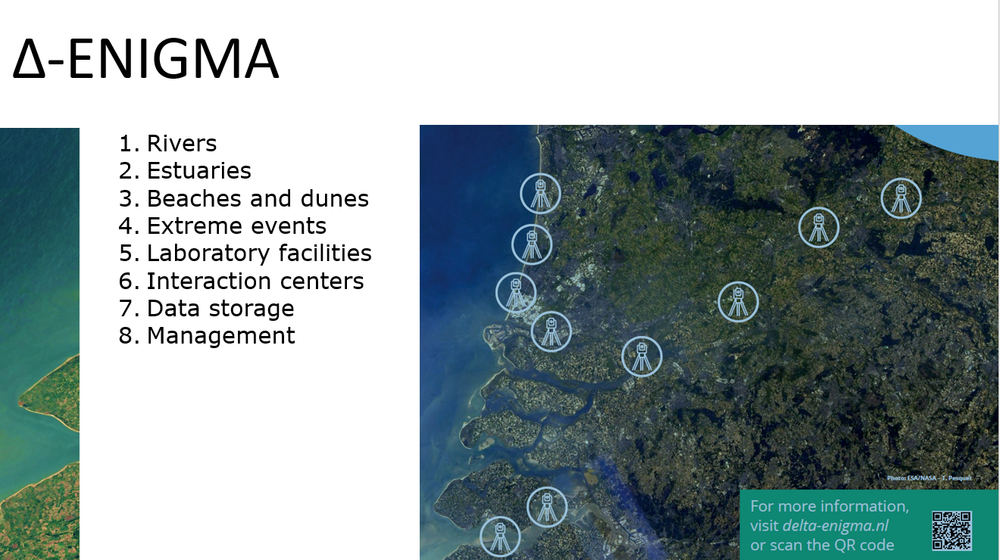 Δ-ENIGMA
1. Rivers
2. Estuaries
3. Beaches and dunes
4. Extreme events
5. Laboratory facilities
6. Interaction centers
7. Data storage
8. Management
Photo: ESA/NASA – T. Pesquet
For more information,
visit delta-enigma.nl
or scan the QR code